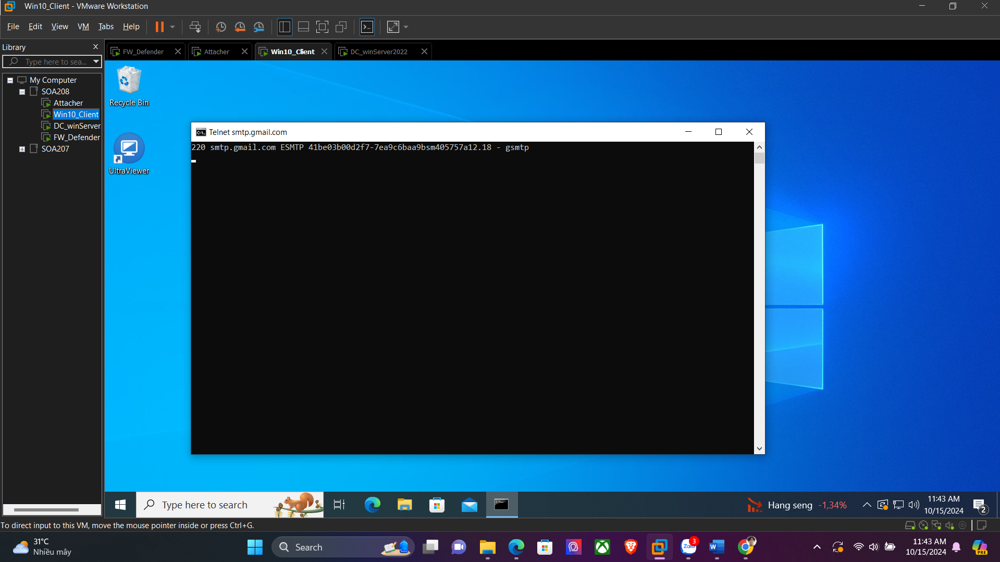 Win10_Client - VMware Workstation
File Edit View VM Tabs Help
Library
FW_Defender Attacher Win10_Client DC_winServer2022
Type here to sea...
My Computer
SOA208
Attacher
Win10_Client
DC_winServer
FW_Defender
SOA207
Recycle Bin
UltraViewer
Telnet smtp.gmail.com
220 smtp.gmail.com ESMTP 41be03b00d2f7-7ea9c6baa9bsm405757a12.18 - gsmtp
Type here to search
Hang seng -1,34%
11:43 AM
10/15/2024
2
To direct input to this VM, move the mouse pointer inside or press Ctrl+G.
31°C
Nhiều mây
Search
Zalo
3
W
11:43 AM
10/15/2024
PRE